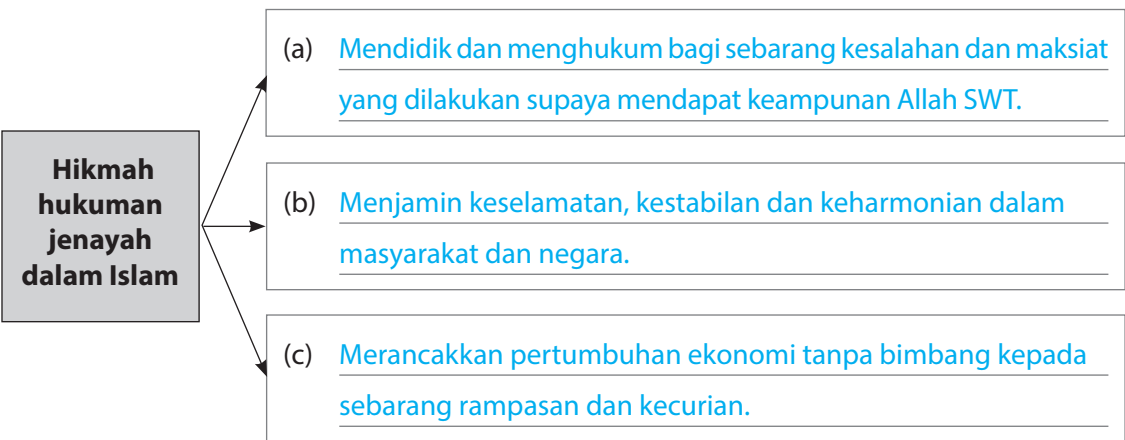 Hikmah
hukuman
jenayah
dalam Islam
(a) Mendidik dan menghukum bagi sebarang kesalahan dan maksiat
yang dilakukan supaya mendapat keampunan Allah SWT.
(b) Menjamin keselamatan, kestabilan dan keharmonian dalam
masyarakat dan negara.
(c) Merancakkan pertumbuhan ekonomi tanpa bimbang kepada
sebarang rampasan dan kecurian.